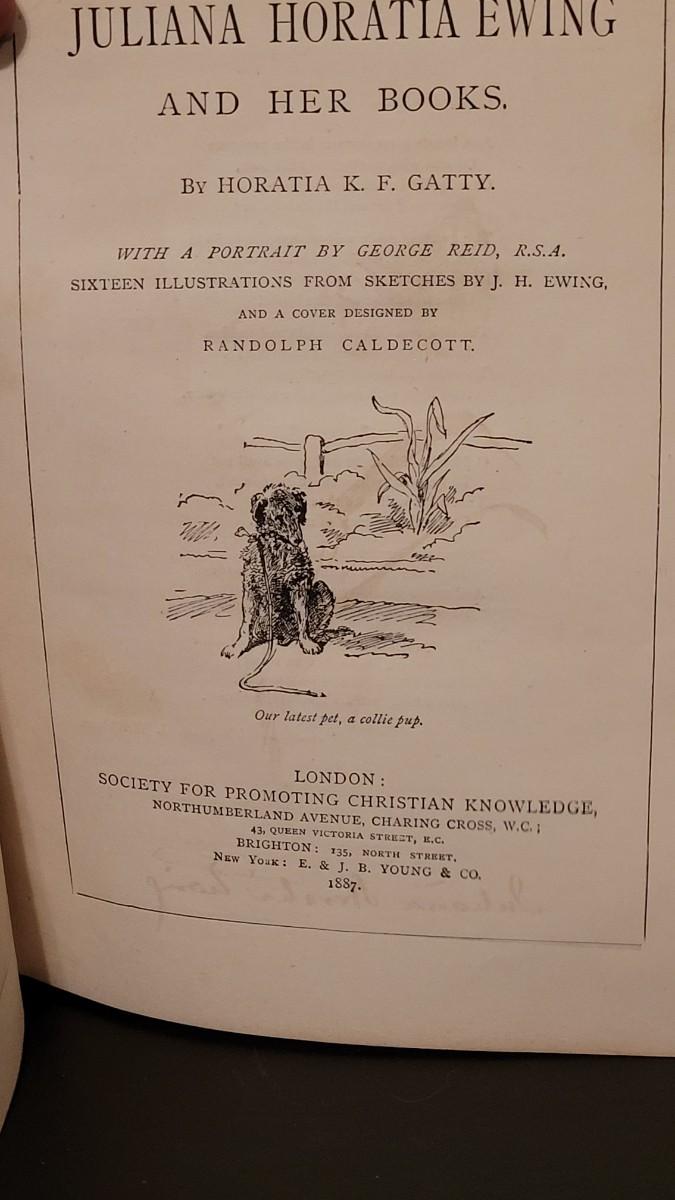 JULIANA HORATIA EWING
AND HER BOOKS.
By HORATIA K. F. GATTY.
WITH A PORTRAIT BY GEORGE REID, R.S.A.
SIXTEEN ILLUSTRATIONS FROM SKETCHES BY J. H. EWING,
AND A COVER DESIGNED BY
RANDOLPH CALDECOTT.
Our latest pet, a collie pup.
LONDON:
SOCIETY FOR PROMOTING CHRISTIAN KNOWLEDGE,
NORTHUMBERLAND AVENUE, CHARING CROSS, W.C.;
43, QUEEN VICTORIA STREET, E.C.
BRIGHTON: 135, NORTH STREET.
NEW YORK: E. & J. B. YOUNG & CO.
1887.